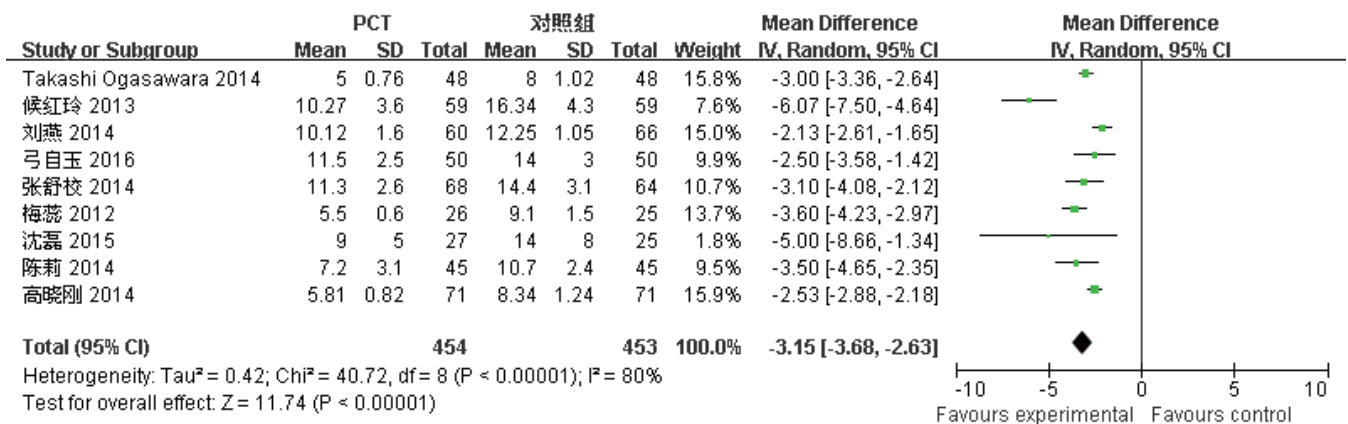 PCT 对照组 Mean Difference Mean Difference
Study or Subgroup Mean SD Total Mean SD Total Weight IV, Random, 95% CI IV, Random, 95% CI
Takashi Ogasawara 2014 5 0.76 48 8 1.02 48 15.8% -3.00 [-3.36, -2.64]
候红玲 2013 10.27 3.6 59 16.34 4.3 59 7.6% -6.07 [-7.50, -4.64]
刘燕 2014 10.12 1.6 60 12.25 1.05 66 15.0% -2.13 [-2.61, -1.65]
弓自玉 2016 11.5 2.5 50 14 3 50 9.9% -2.50 [-3.58, -1.42]
张舒校 2014 11.3 2.6 68 14.4 3.1 64 10.7% -3.10 [-4.08, -2.12]
梅蕊 2012 5.5 0.6 26 9.1 1.5 25 13.7% -3.60 [-4.23, -2.97]
沈磊 2015 9 5 27 14 8 25 1.8% -5.00 [-8.66, -1.34]
陈莉 2014 7.2 3.1 45 10.7 2.4 45 9.5% -3.50 [-4.65, -2.35]
高晓刚 2014 5.81 0.82 71 8.34 1.24 71 15.9% -2.53 [-2.88, -2.18]
Total (95% CI) 454 453 100.0% -3.15 [-3.68, -2.63]
Heterogeneity: Tau² = 0.42; Chi² = 40.72, df = 8 (P < 0.00001); I² = 80%
Test for overall effect: Z = 11.74 (P < 0.00001)
-10 -5 0 5 10
Favours experimental Favours control